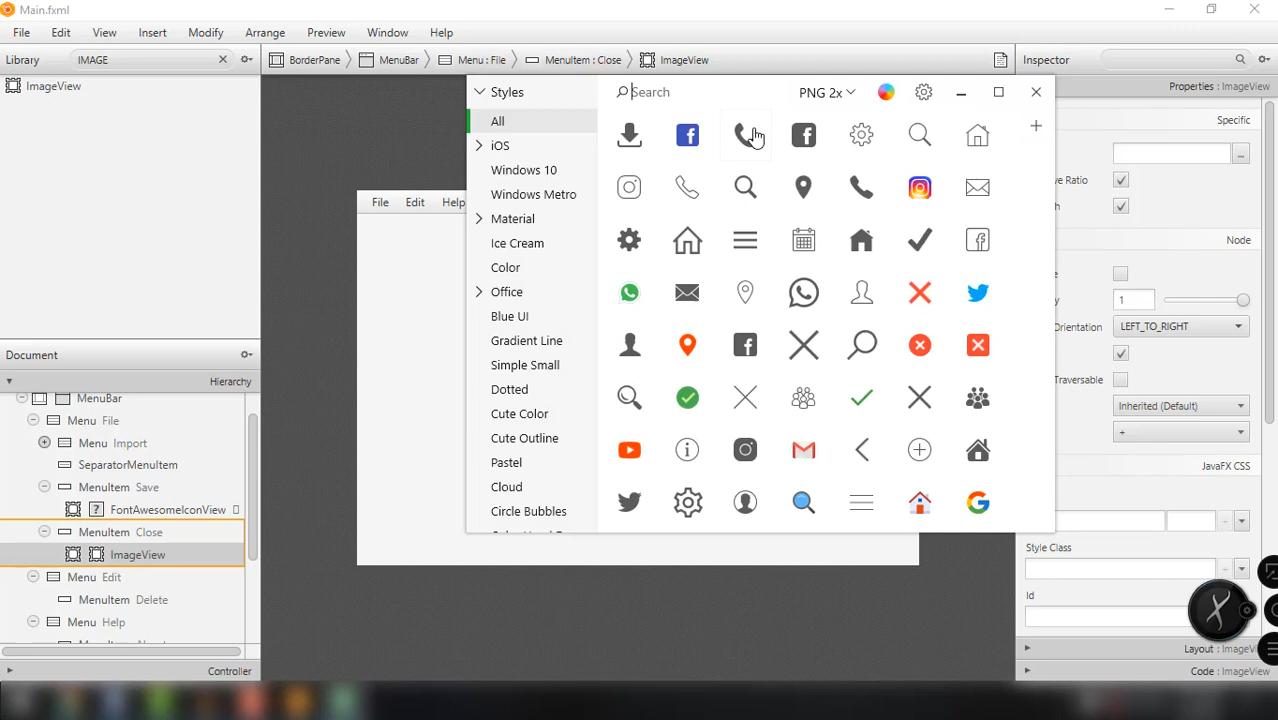 Main.fxml
File Edit View Insert Modify Arrange Preview Window Help
Library IMAGE
BorderPane MenuBar Menu : File MenuItem : Close ImageView
Inspector
ImageView
Properties : ImageView
Specific
ve Ratio
h
Node
e
y 1
Orientation LEFT_TO_RIGHT
Traversable
Inherited (Default)
+
JavaFX CSS
Style Class
Id
Layout : ImageVi
Code : ImageView
File Edit Help
Styles
Search
PNG 2x
All
iOS
Windows 10
Windows Metro
Material
Ice Cream
Color
Office
Blue UI
Gradient Line
Simple Small
Dotted
Cute Color
Cute Outline
Pastel
Cloud
Circle Bubbles
Document
Hierarchy
MenuBar
Menu File
Menu Import
SeparatorMenuItem
MenuItem Save
? FontAwesomeIconView
MenuItem Close
ImageView
Menu Edit
MenuItem Delete
Menu Help
Controller